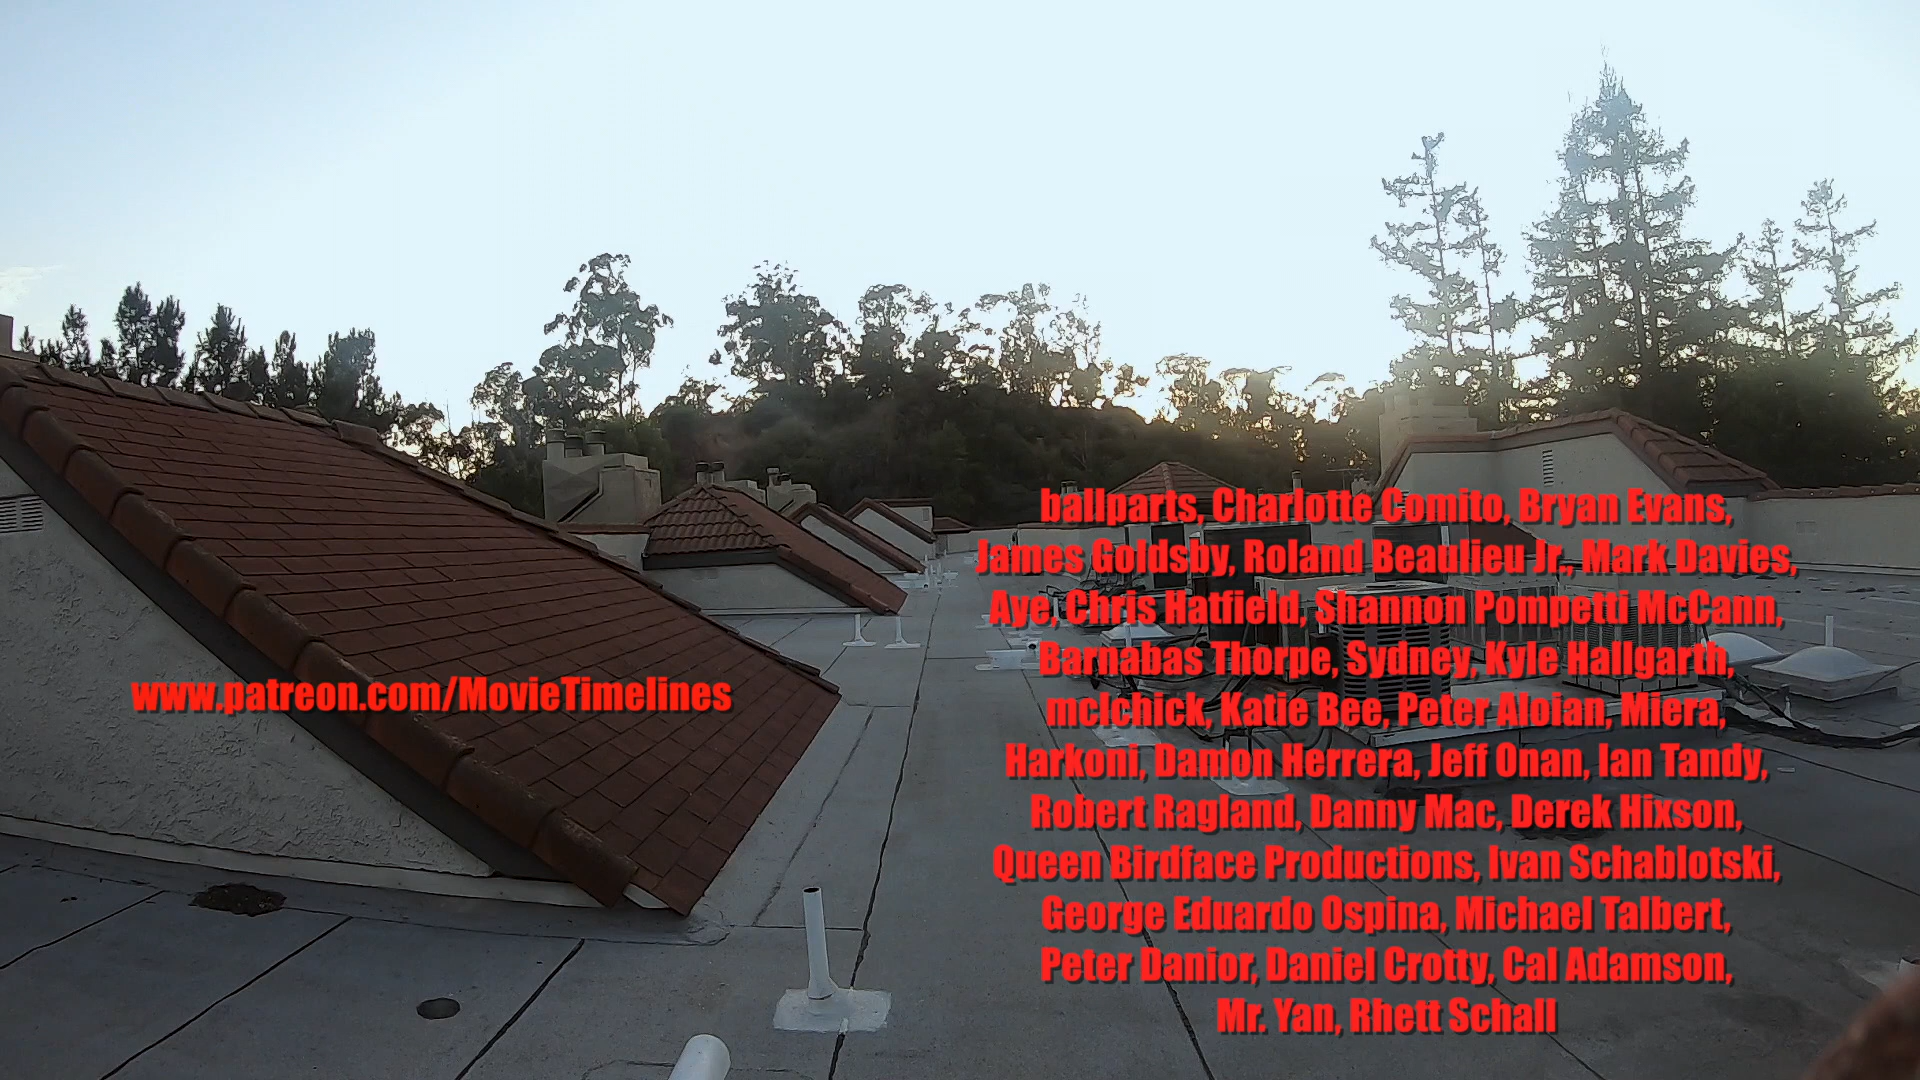 www.patreon.com/MovieTimelines
ballparts, Charlotte Comito, Bryan Evans,
James Goldsby, Roland Beaulieu Jr., Mark Davies,
Aye, Chris Hatfield, Shannon Pompetti McCann,
Barnabas Thorpe, Sydney, Kyle Hallgarth,
mclchick, Katie Bee, Peter Aloian, Miera,
Harkoni, Damon Herrera, Jeff Onan, Ian Tandy,
Robert Ragland, Danny Mac, Derek Hixson,
Queen Birdface Productions, Ivan Schablotski,
George Eduardo Ospina, Michael Talbert,
Peter Danior, Daniel Crotty, Cal Adamson,
Mr. Yan, Rhett Schall